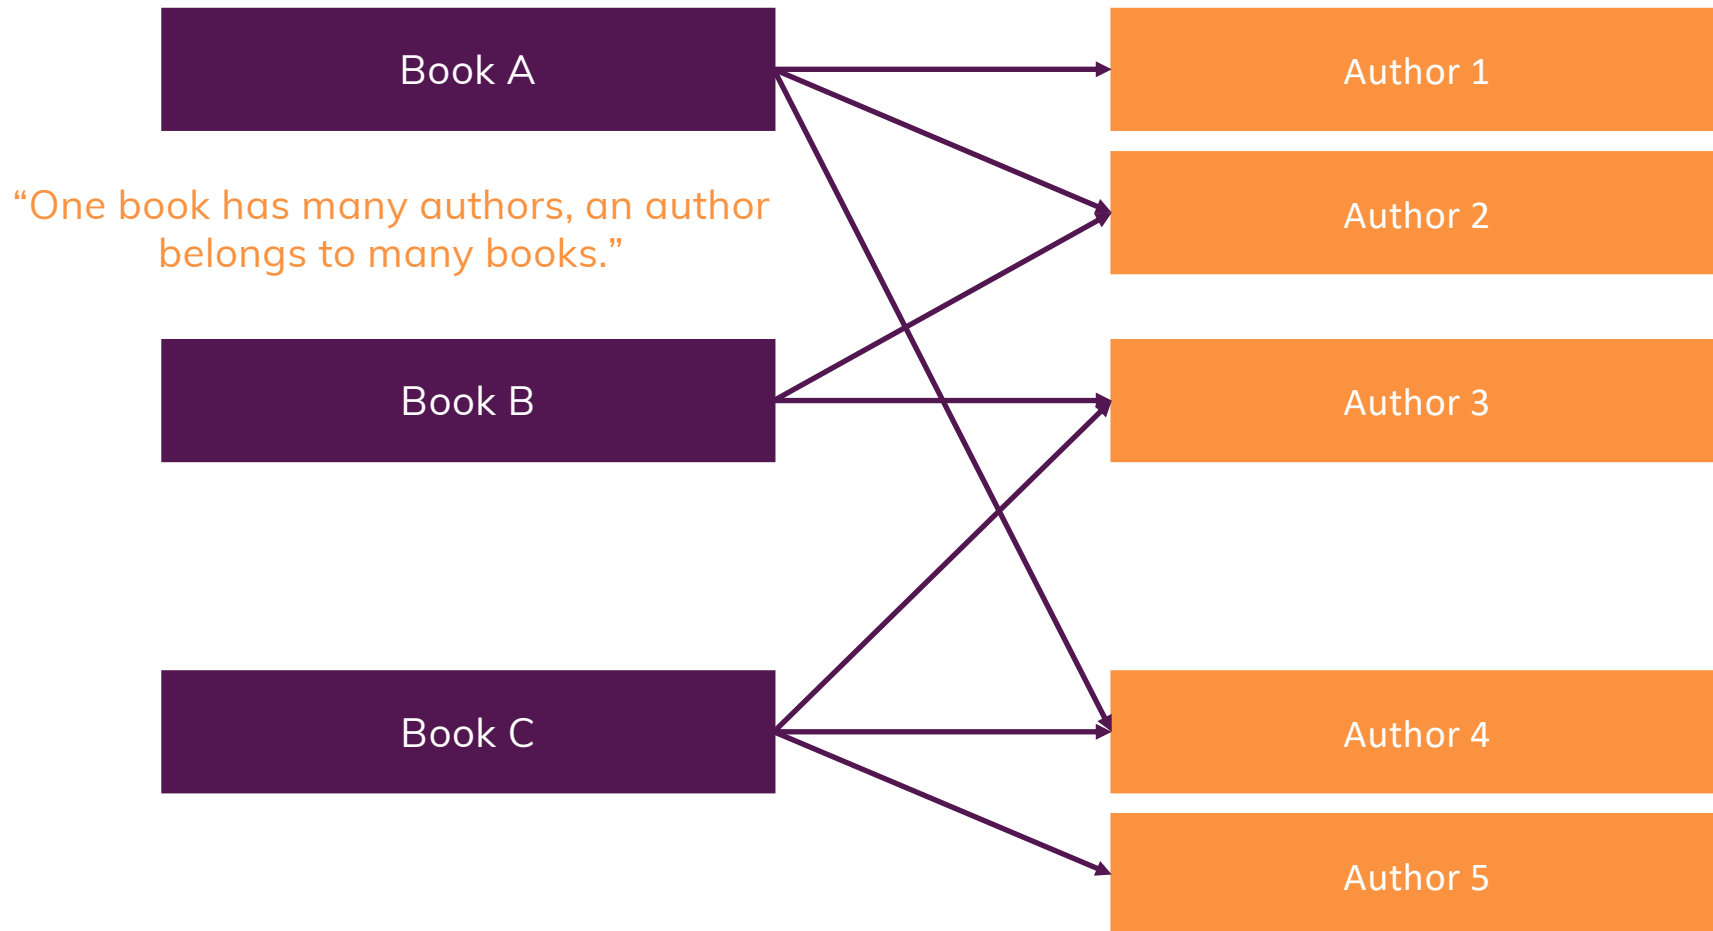 Book A
Author 1
“One book has many authors, an author
belongs to many books.”
Author 2
Book B
Author 3
Book C
Author 4
Author 5